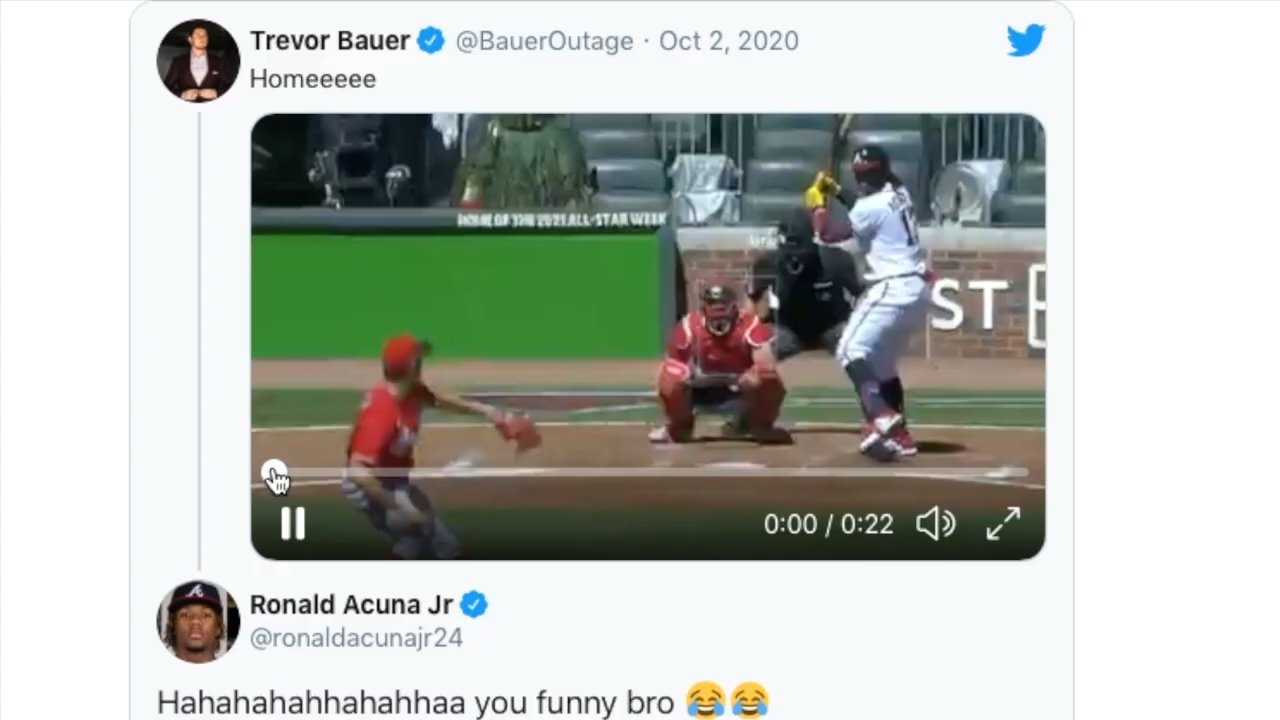 Trevor Bauer @BauerOutage · Oct 2, 2020
Homeeeee
HOME OF THE 2021 ALL-STAR WEEK
ST
0:00 / 0:22
Ronald Acuna Jr
@ronaldacunajr24
Hahahahahhahahhaa you funny bro 😂😂